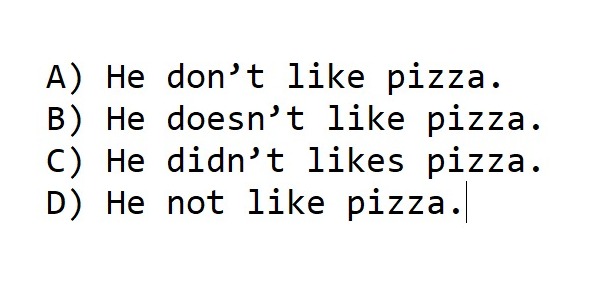 A) He don’t like pizza.
B) He doesn’t like pizza.
C) He didn’t likes pizza.
D) He not like pizza.